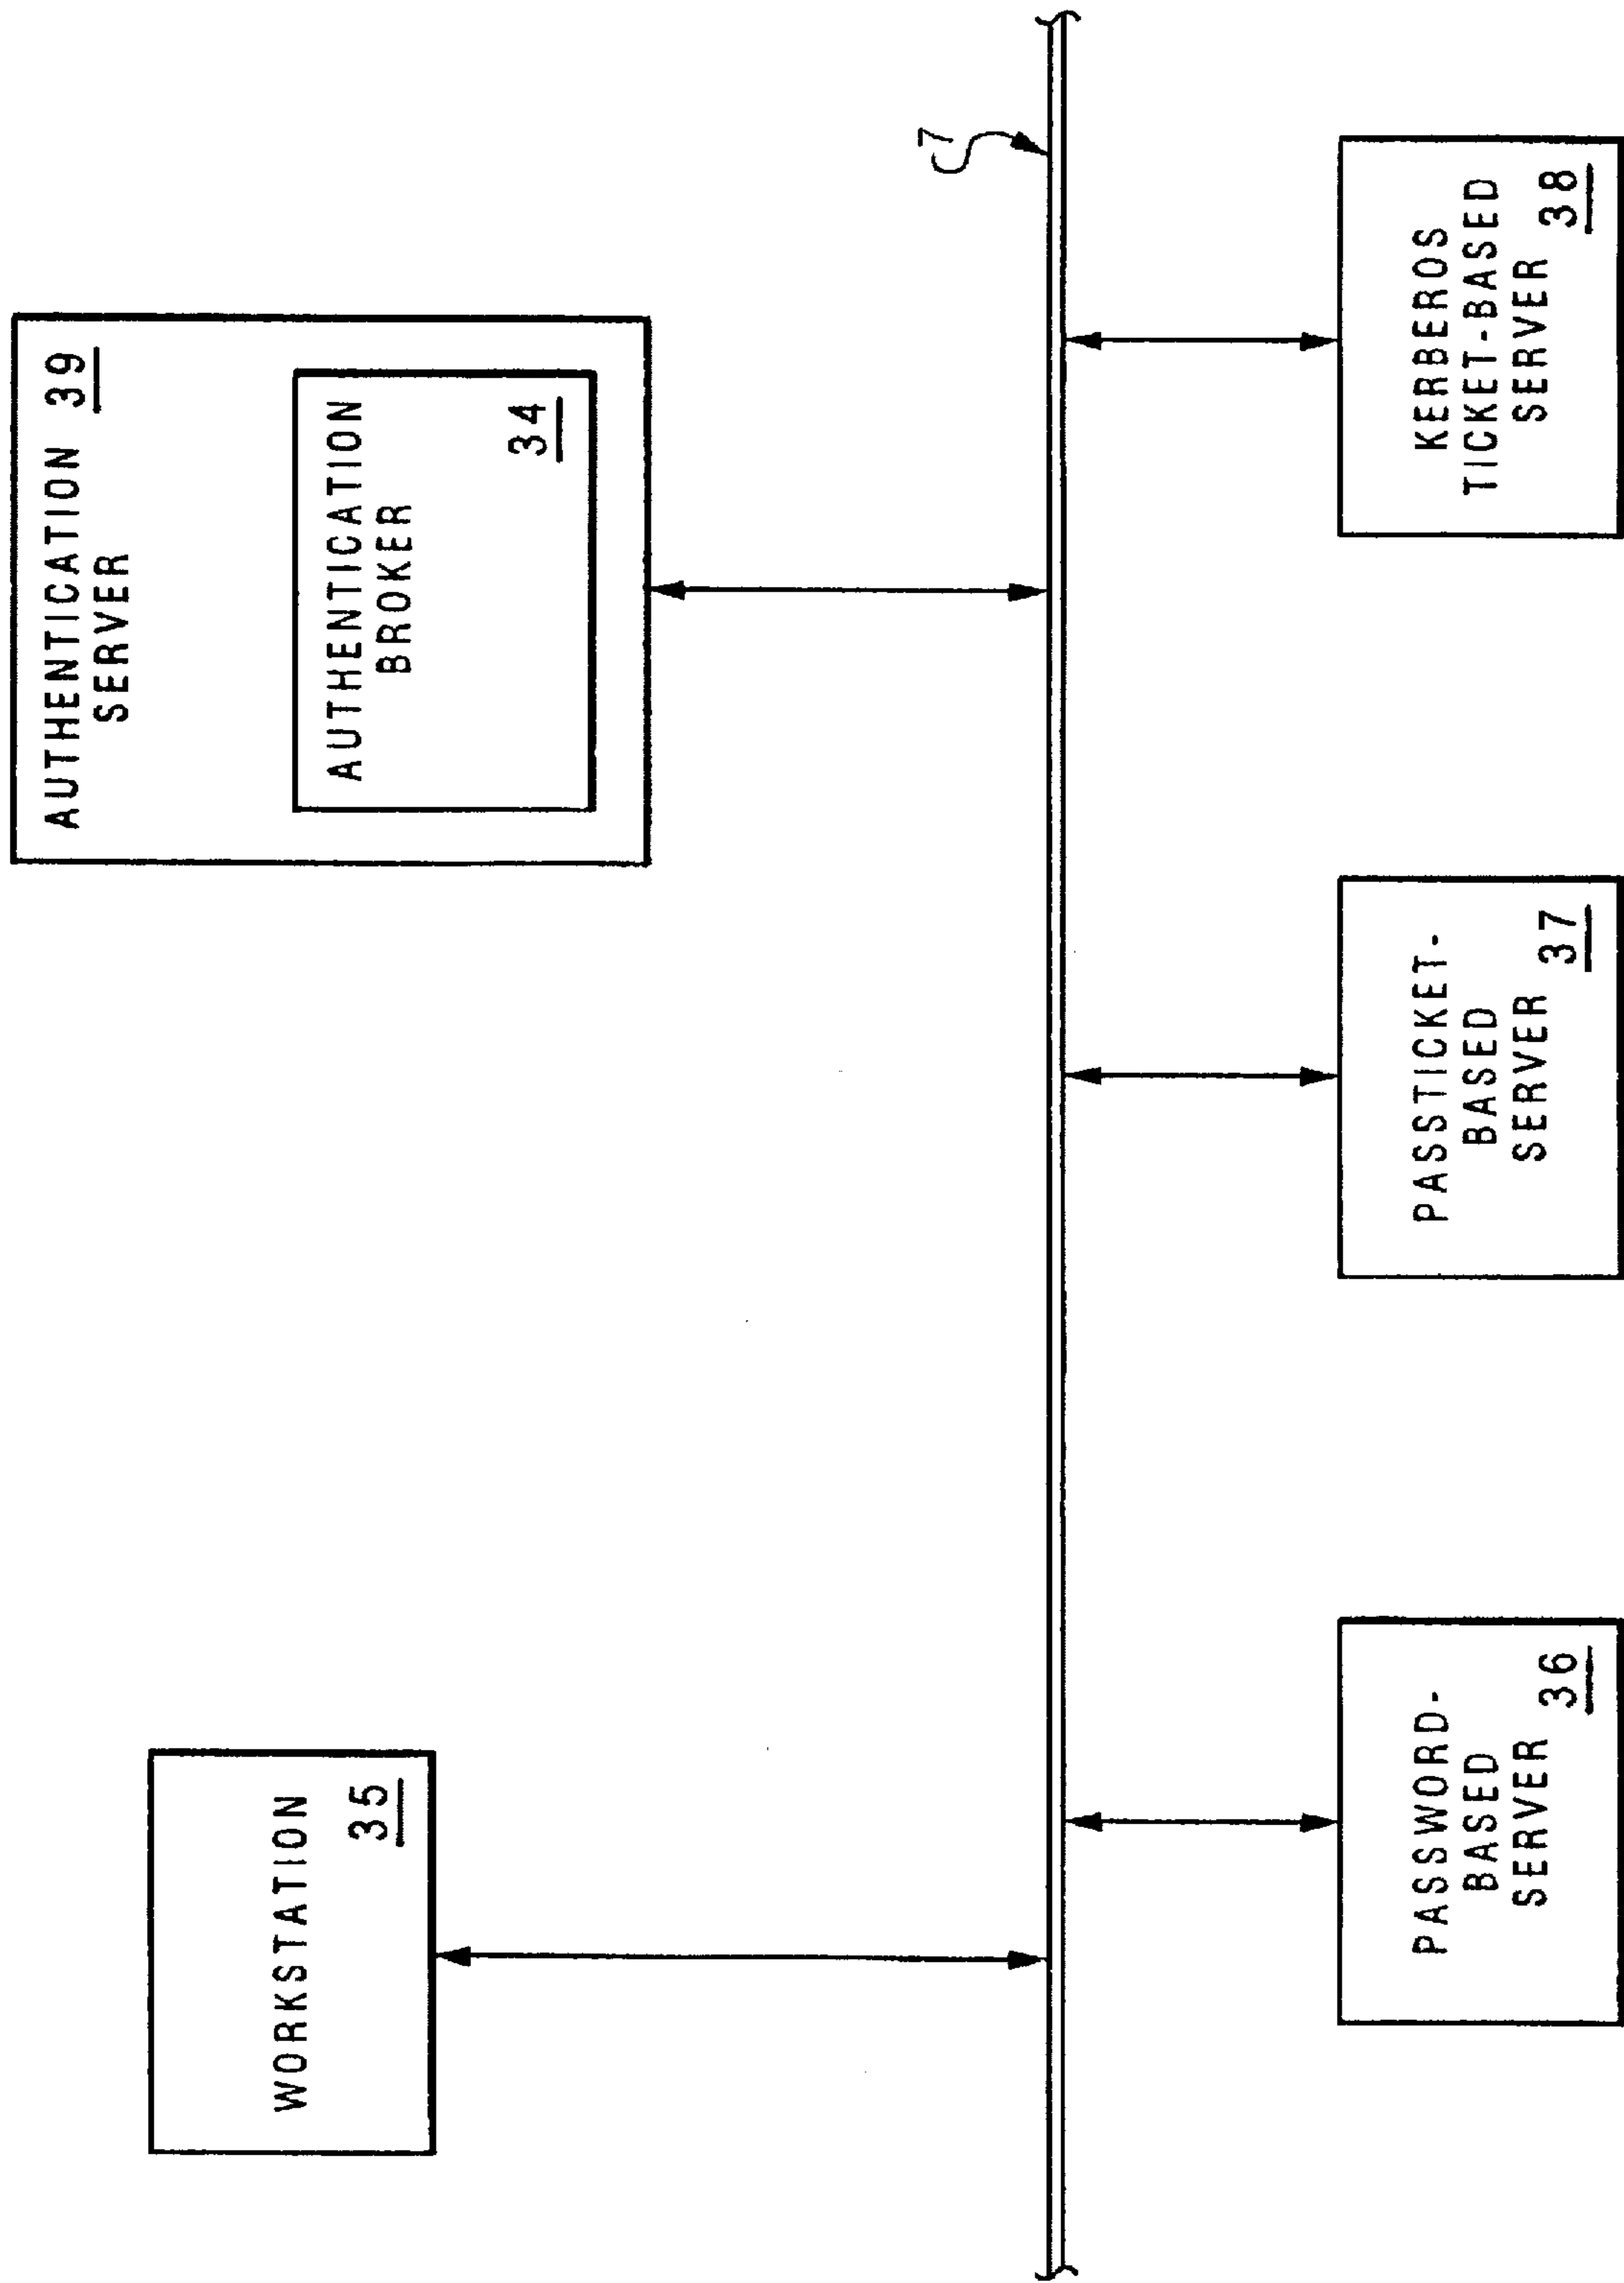 WORKSTATION
35
AUTHENTICATION 39
SERVER
AUTHENTICATION
BROKER
34
7
PASSWORD-
BASED
SERVER 36
PASSTICKET-
BASED
SERVER 37
KERBEROS
TICKET-BASED
SERVER 38